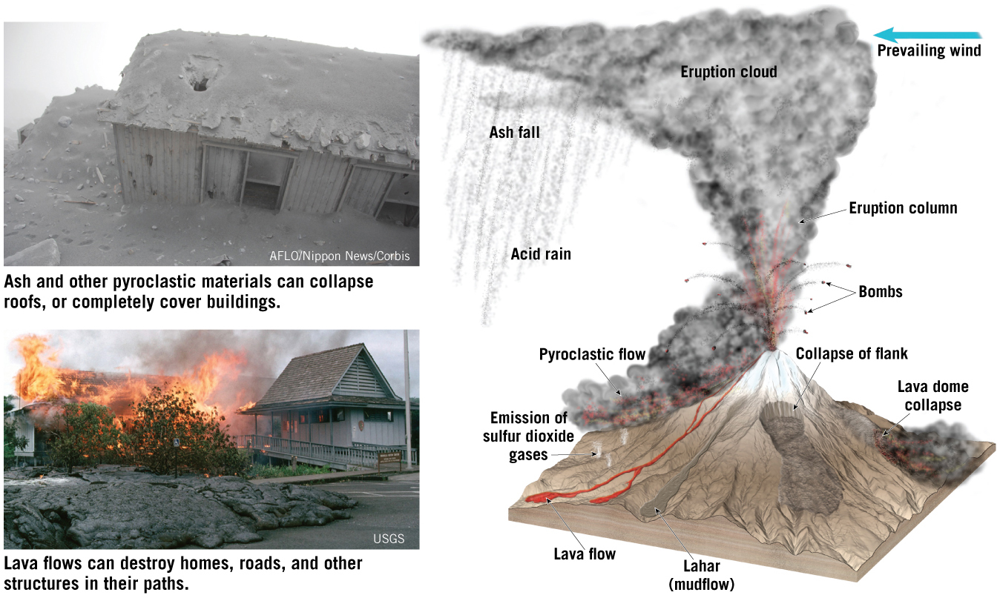 AFLO/Nippon News/Corbis
Ash and other pyroclastic materials can collapse
roofs, or completely cover buildings.
USGS
Lava flows can destroy homes, roads, and other
structures in their paths.
Prevailing wind
Eruption cloud
Ash fall
Eruption column
Acid rain
Bombs
Pyroclastic flow
Collapse of flank
Lava dome
collapse
Emission of
sulfur dioxide
gases
Lava flow
Lahar
(mudflow)